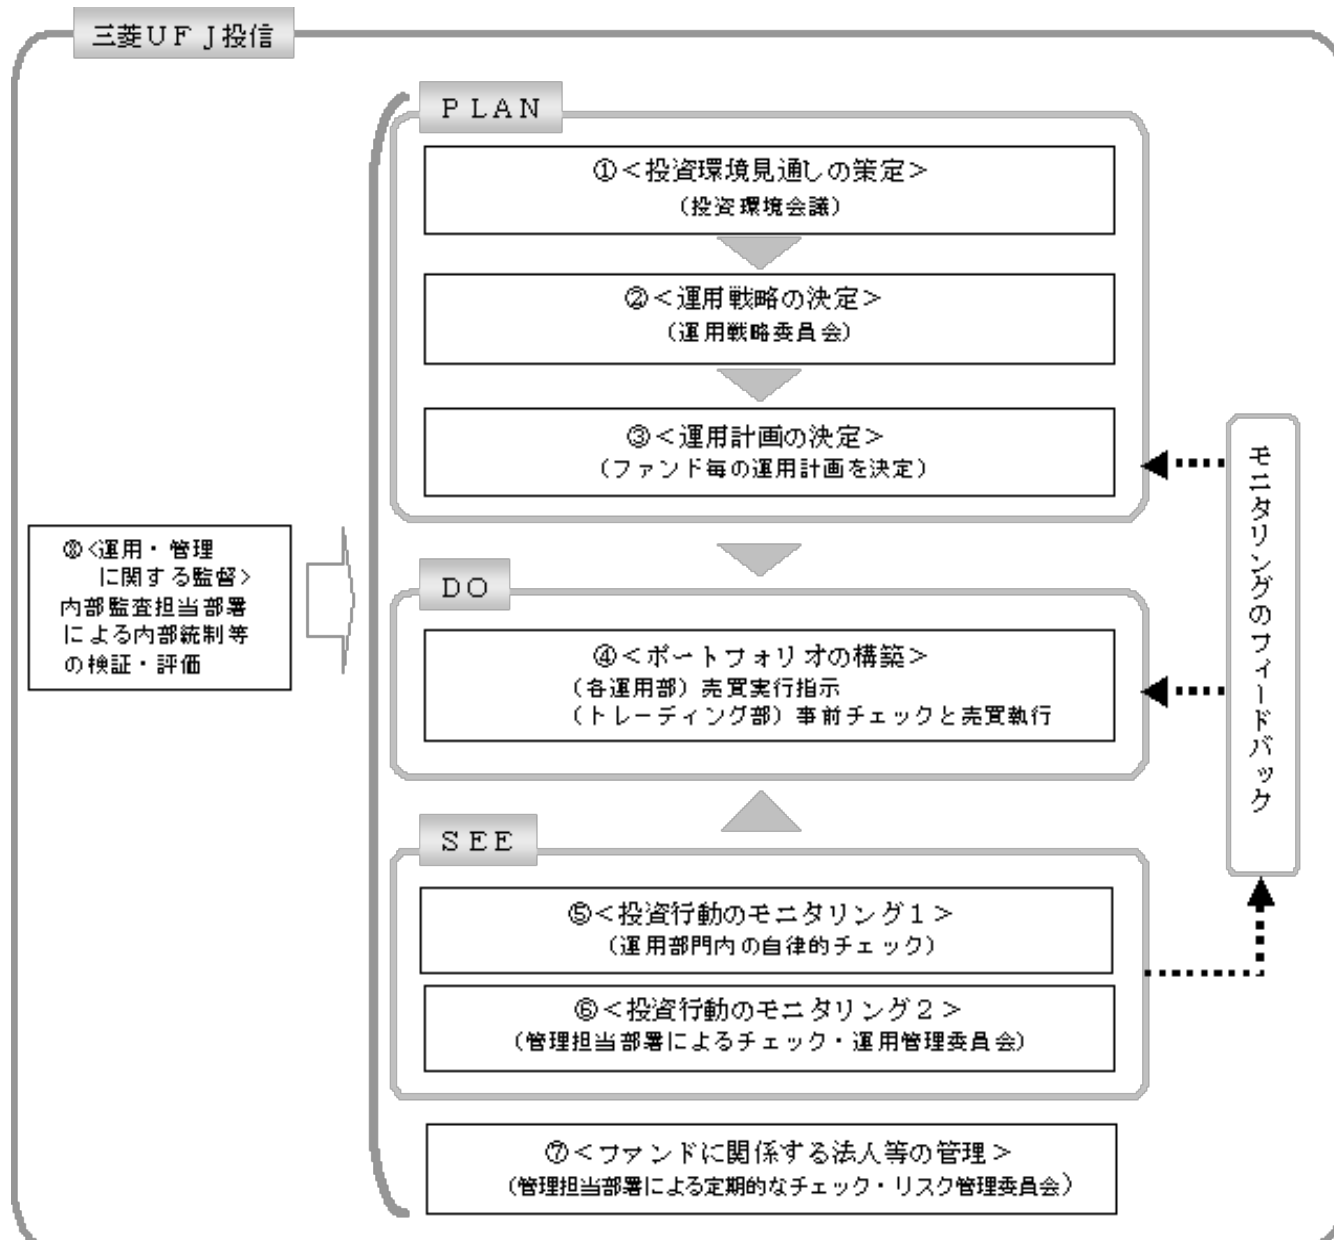 三菱UFJ投信
PLAN
①<投資環境見通しの策定>
(投資環境会議)
②<運用戦略の決定>
(運用戦略委員会)
③<運用計画の決定>
(ファンド毎の運用計画を決定)
⑧<運用・管理
に関する監督>
内部監査担当部署
による内部統制等
の検証・評価
DO
④<ポートフォリオの構築>
(各運用部)売買実行指示
(トレーディング部)事前チェックと売買執行
モニタリングのフィードバック
SEE
⑤<投資行動のモニタリング1>
(運用部門内の自律的チェック)
⑥<投資行動のモニタリング2>
(管理担当部署によるチェック・運用管理委員会)
⑦<ファンドに関係する法人等の管理>
(管理担当部署による定期的なチェック・リスク管理委員会)